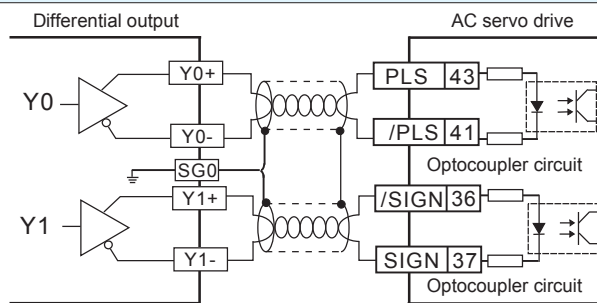 Differential output
AC servo drive
Y0+
PLS 43
Y0
Y0-
/PLS 41
SG0
Optocoupler circuit
Y1+
/SIGN 36
Y1
Y1-
SIGN 37
Optocoupler circuit